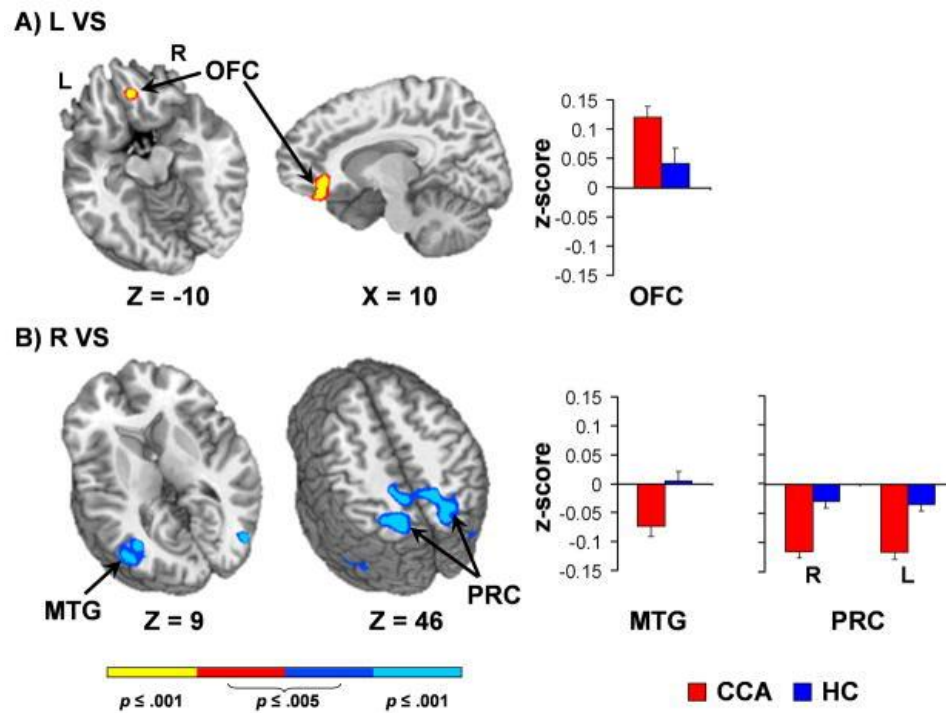 A) L VS
L
R
OFC
Z = -10
X = 10
z-score
0.15
0.1
0.05
0
-0.05
-0.1
-0.15
OFC
B) R VS
MTG
Z = 9
PRC
Z = 46
z-score
0.15
0.1
0.05
0
-0.05
-0.1
-0.15
MTG
R
L
PRC
p ≤ .001
p ≤ .005
p ≤ .001
CCA
HC